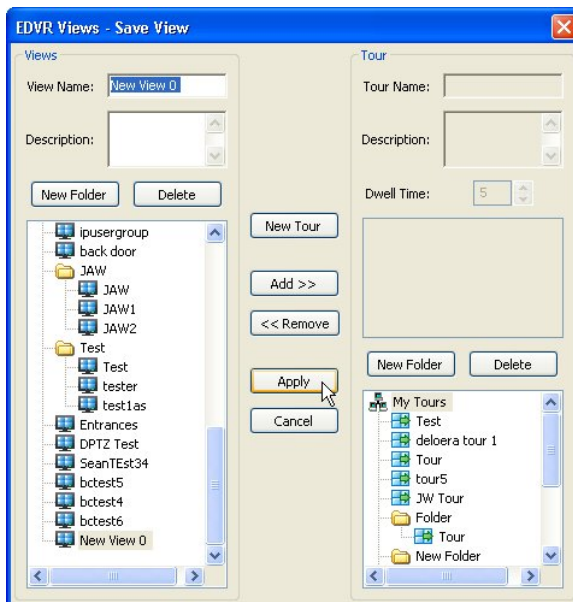 EDVR Views - Save View
Views
View Name: New View 0
Description:
New Folder Delete
ipusergroup
back door
JAW
JAW
JAW1
JAW2
Test
Test
tester
test1as
Entrances
DPTZ Test
SeanTEst34
bctest5
bctest4
bctest6
New View 0
New Tour
Add >>
<< Remove
Apply
Cancel
Tour
Tour Name:
Description:
Dwell Time: 5
New Folder Delete
My Tours
Test
deloera tour 1
Tour
tour5
JW Tour
Folder
Tour
New Folder